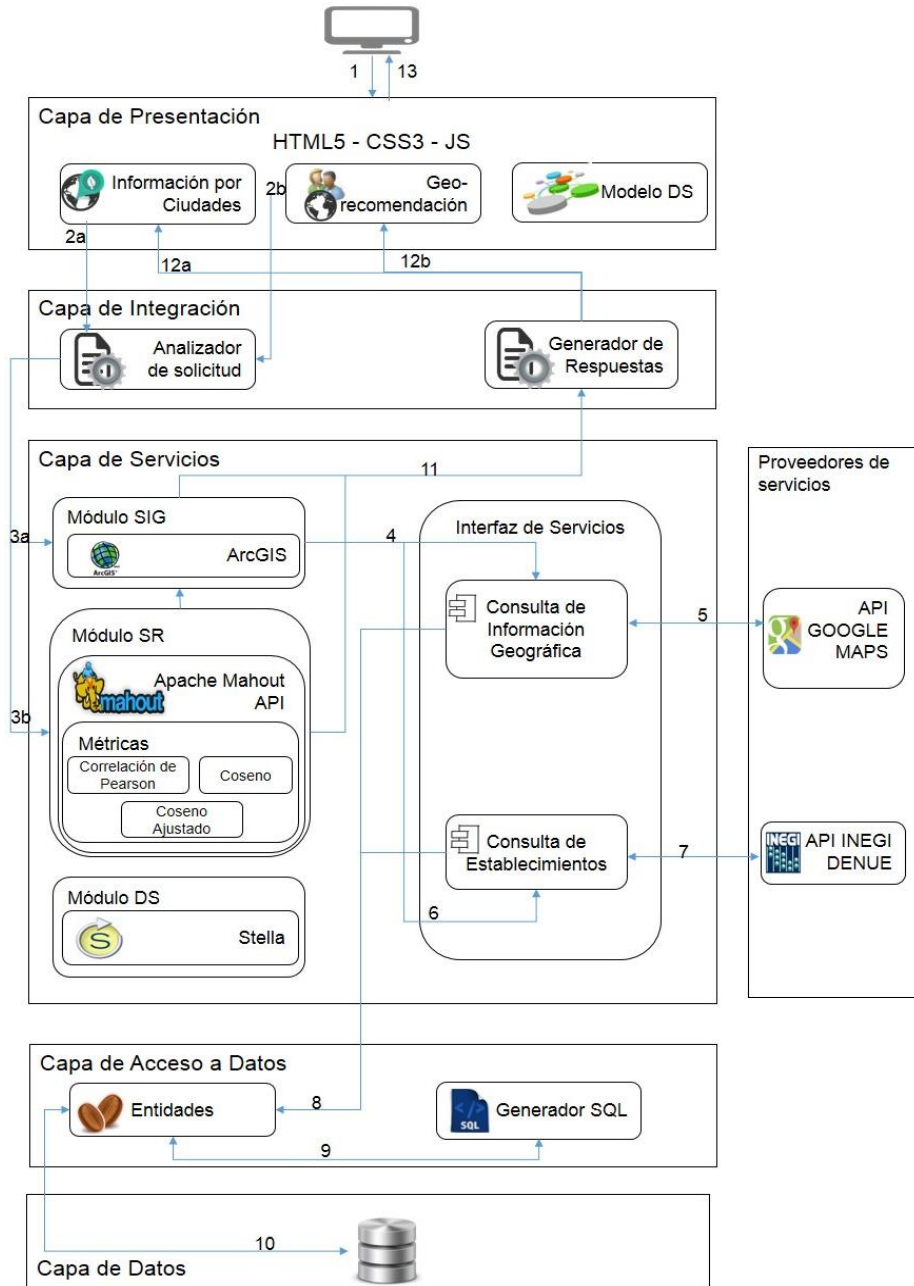 1 13
Capa de Presentación
HTML5 - CSS3 - JS
Información por
Ciudades
2b
Geo-
recomendación
Modelo DS
2a
12a
12b
Capa de Integración
Analizador
de solicitud
Generador de
Respuestas
Capa de Servicios
11
Proveedores de
servicios
Módulo SIG
3a
ArcGIS
ArcGIS
4
Interfaz de Servicios
Consulta de
Información
Geográfica
5
API
GOOGLE
MAPS
Módulo SR
Apache Mahout
API
mahout
3b
Métricas
Correlación de
Pearson
Coseno
Coseno
Ajustado
Consulta de
Establecimientos
7
INEGI
API INEGI
DENUE
6
Módulo DS
S
Stella
Capa de Acceso a Datos
Entidades
8
</>
SQL
Generador SQL
9
10
Capa de Datos